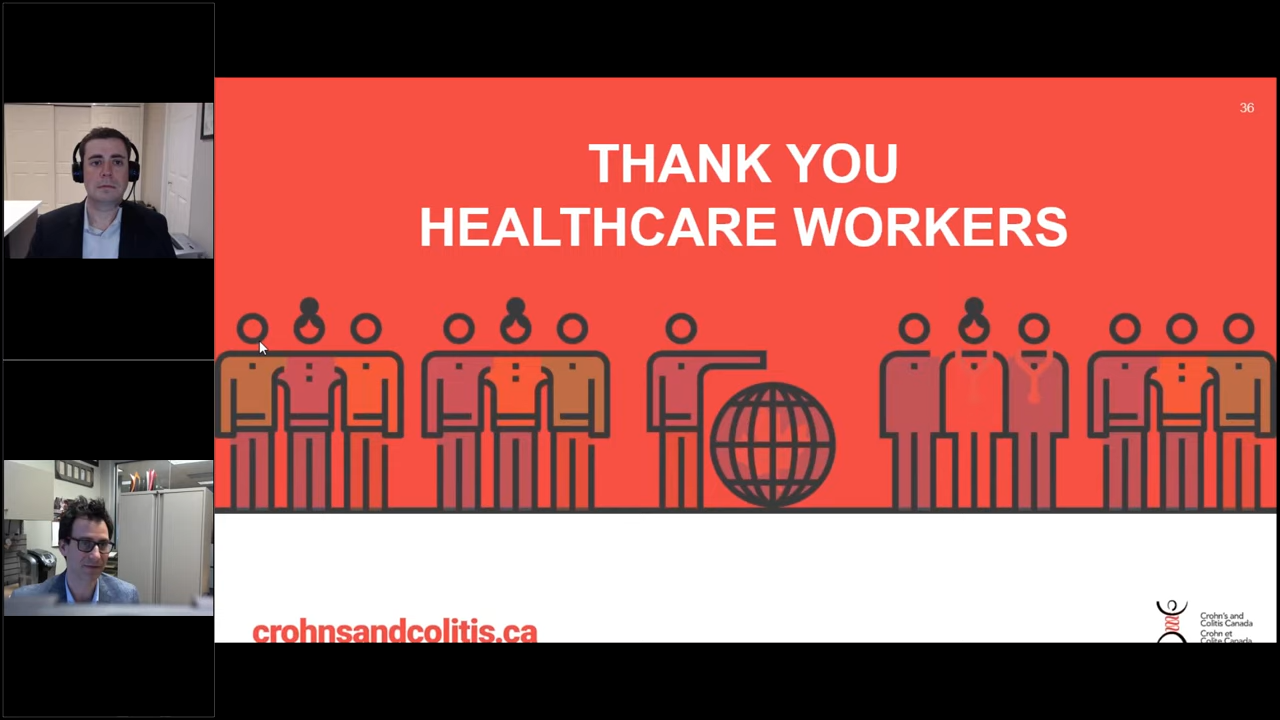 36
THANK YOU
HEALTHCARE WORKERS
crohnsandcolitis.ca
Crohn's and
Colitis Canada
Crohn et
Colite Canada